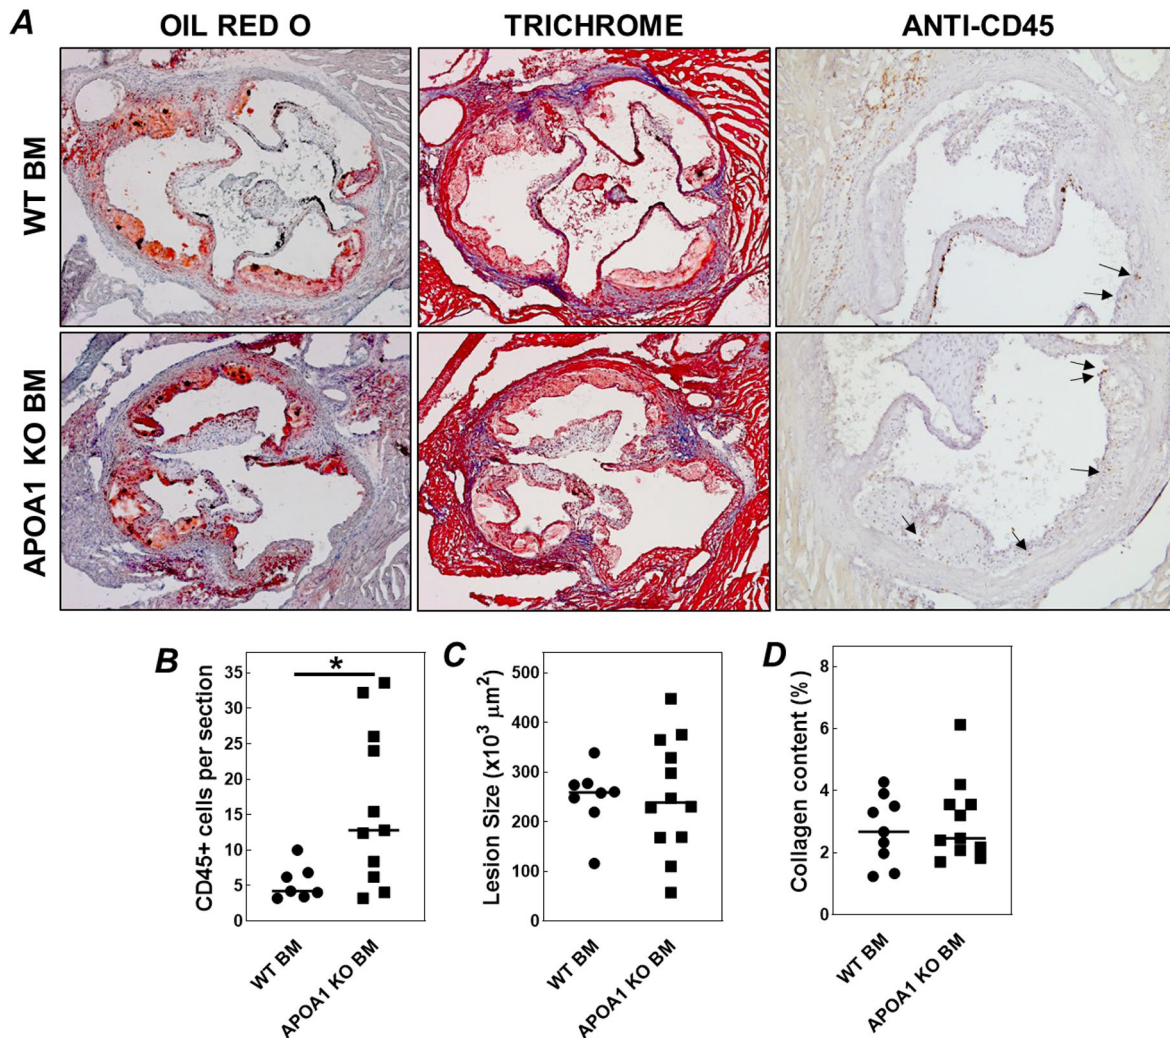 A
OIL RED O
TRICHROME
ANTI-CD45
WT BM
APOA1 KO BM
B
CD45+ cells per section
35
30
25
20
15
10
5
0
*
WT BM
APOA1 KO BM
C
Lesion Size (x10³ μm²)
500
400
300
200
100
0
WT BM
APOA1 KO BM
D
Collagen content (%)
8
6
4
2
0
WT BM
APOA1 KO BM